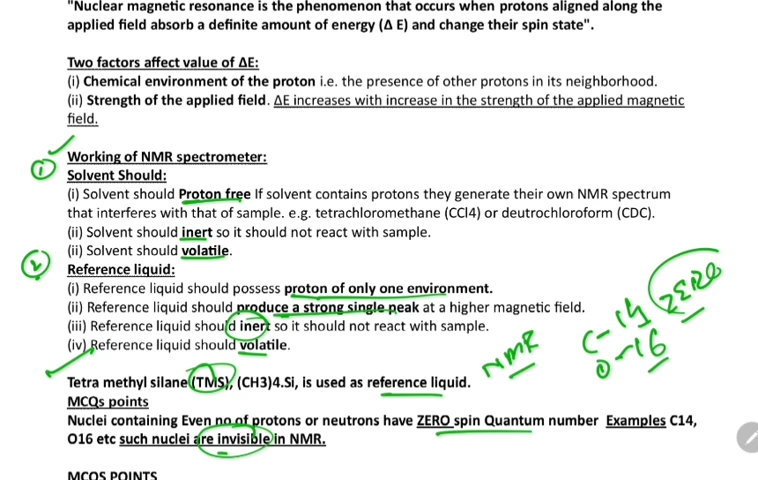 "Nuclear magnetic resonance is the phenomenon that occurs when protons aligned along the
applied field absorb a definite amount of energy (Δ E) and change their spin state".
Two factors affect value of ΔE:
(i) Chemical environment of the proton i.e. the presence of other protons in its neighborhood.
(ii) Strength of the applied field. ΔE increases with increase in the strength of the applied magnetic
field.
1
Working of NMR spectrometer:
Solvent Should:
(i) Solvent should Proton free If solvent contains protons they generate their own NMR spectrum
that interferes with that of sample. e.g. tetrachloromethane (CCl4) or deutrochloroform (CDC).
(ii) Solvent should inert so it should not react with sample.
(ii) Solvent should volatile.
2
Reference liquid:
(i) Reference liquid should possess proton of only one environment.
(ii) Reference liquid should produce a strong single peak at a higher magnetic field.
(iii) Reference liquid should inert so it should not react with sample.
(iv) Reference liquid should volatile.
C-14 ZERO
O-16
NMR
Tetra methyl silane (TMS), (CH3)4.Si, is used as reference liquid.
MCQs points
Nuclei containing Even no of protons or neutrons have ZERO spin Quantum number Examples C14,
O16 etc such nuclei are invisible in NMR.
MCQS POINTS